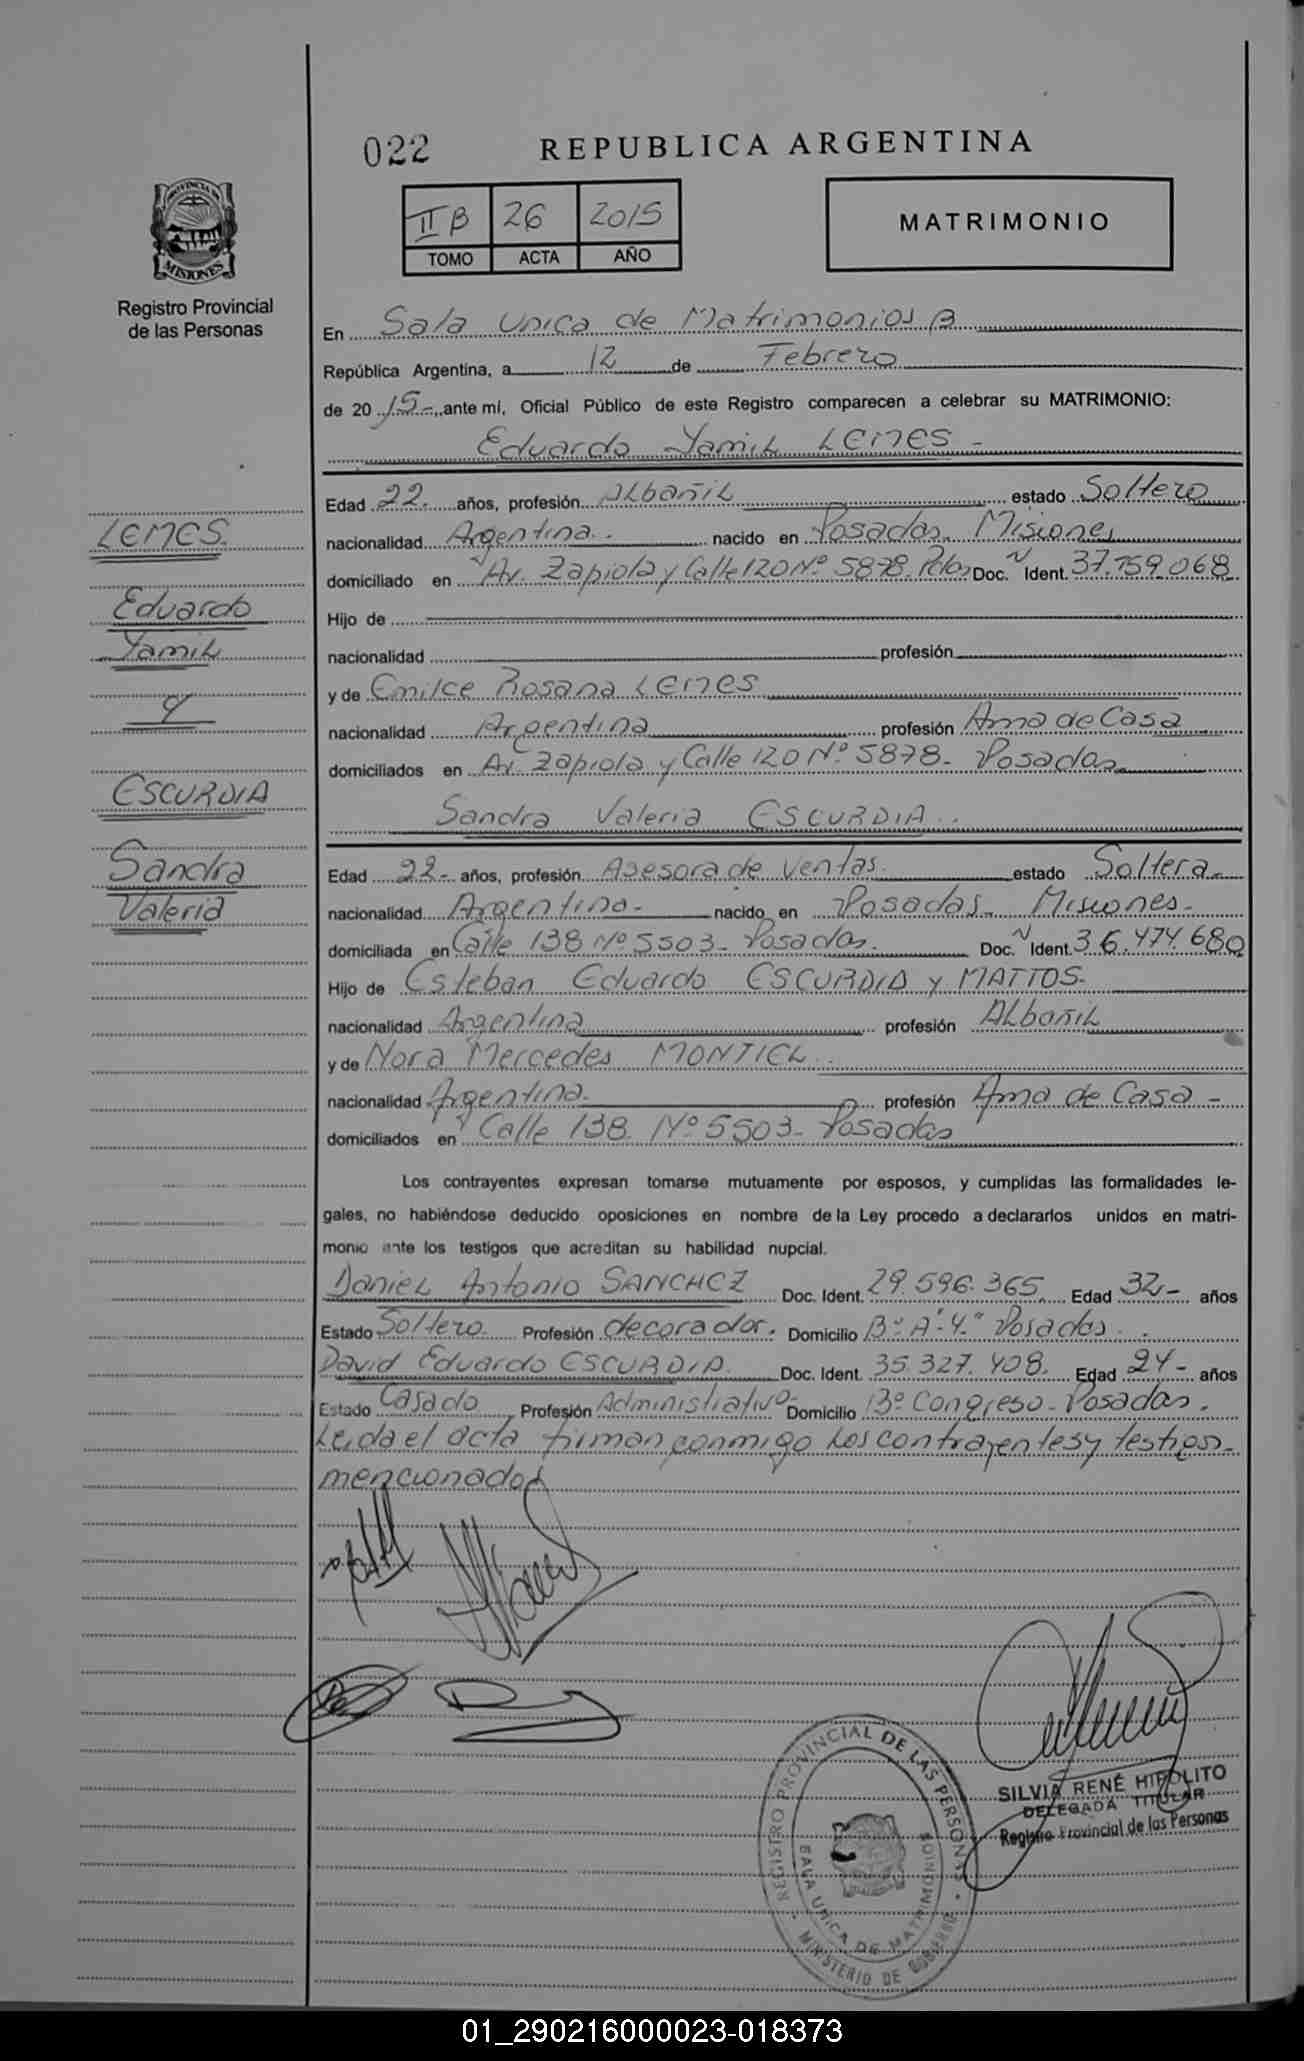 022
REPUBLICA ARGENTINA
PROVINCIA DE
MISIONES
Registro Provincial
de las Personas
II B 26 2015
TOMO ACTA AÑO
MATRIMONIO
En Sala Unica de Matrimonios B
República Argentina, a 12 de Febrero
de 20 15 -, ante mí, Oficial Público de este Registro comparecen a celebrar su MATRIMONIO:
Eduardo Yamil LEMES -
Edad 22.- años, profesión Albañil estado Soltero
nacionalidad Argentina.- nacido en Posadas, Misiones
domiciliado en Av. Zapiola y Calle 120 Nº 5878. Pdas Doc. N Ident. 37.159.068
Hijo de
nacionalidad profesión
y de Emilce Rosana LEMES
nacionalidad Argentina profesión Ama de Casa
domiciliados en Av. Zapiola y Calle 120 Nº 5878- Posadas
Sandra Valeria ESCURDIA.-
Edad 22- años, profesión Asesora de Ventas. estado Soltera-
nacionalidad Argentina- nacido en Posadas- Misiones-
domiciliada en Calle 138 Nº 5503- Posadas. Doc. N Ident. 36.474.680
Hijo de Esteban Eduardo ESCURDIA y MATTOS-
nacionalidad Argentina profesión Albañil
y de Nora Mercedes MONTIEL.-
nacionalidad Argentina- profesión Ama de Casa -
domiciliados en Calle 138. Nº 5503- Posadas
Los contrayentes expresan tomarse mutuamente por esposos, y cumplidas las formalidades le-
gales, no habiéndose deducido oposiciones en nombre de la Ley procedo a declararlos unidos en matri-
monio ante los testigos que acreditan su habilidad nupcial.
Daniel Antonio SANCHEZ Doc. Ident. 29.596.365. Edad 32- años
Estado Soltero. Profesión decorador. Domicilio Bº A-4." Posadas.-
David Eduardo ESCURDIA. Doc. Ident. 35.327.408. Edad 24- años
Estado Casado Profesión Administrativo- Domicilio Bº Congreso- Posadas.
Leida el acta firman conmigo los contrayentes y testigos-
mencionados
LEMES.
Eduardo
Yamil
y
ESCURDIA
Sandra
Valeria
SILVIA RENÉ HIPOLITO
DELEGADA TITULAR
Registro Provincial de las Personas
REGISTRO PROVINCIAL DE LAS PERSONAS
SALA UNICA DE MATRIMONIOS
MINISTERIO DE GOBIERNO
01_290216000023-018373